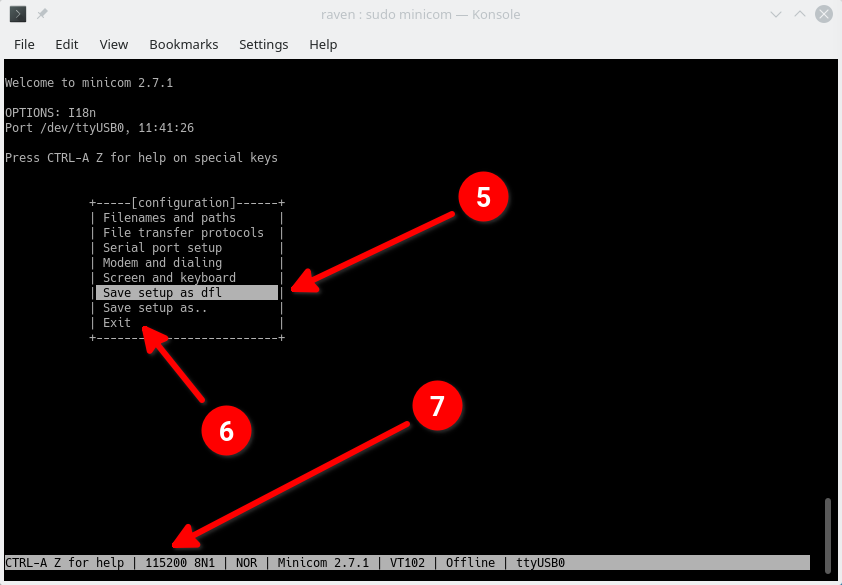 raven : sudo minicom — Konsole
File Edit View Bookmarks Settings Help
Welcome to minicom 2.7.1
OPTIONS: I18n
Port /dev/ttyUSB0, 11:41:26
Press CTRL-A Z for help on special keys
+-----[configuration]------+
| Filenames and paths      |
| File transfer protocols  |
| Serial port setup        |
| Modem and dialing        |
| Screen and keyboard      |
| Save setup as dfl        |
| Save setup as..          |
| Exit                     |
+--------------------------+
5
6
7
CTRL-A Z for help | 115200 8N1 | NOR | Minicom 2.7.1 | VT102 | Offline | ttyUSB0